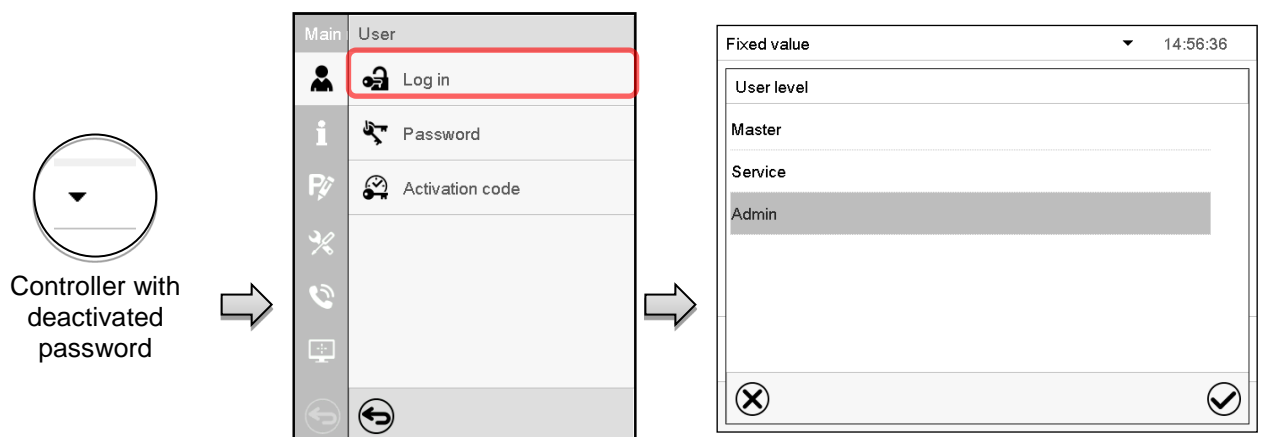 Controller with
deactivated
password
Main
User
Log in
Password
Activation code
Fixed value
14:56:36
User level
Master
Service
Admin